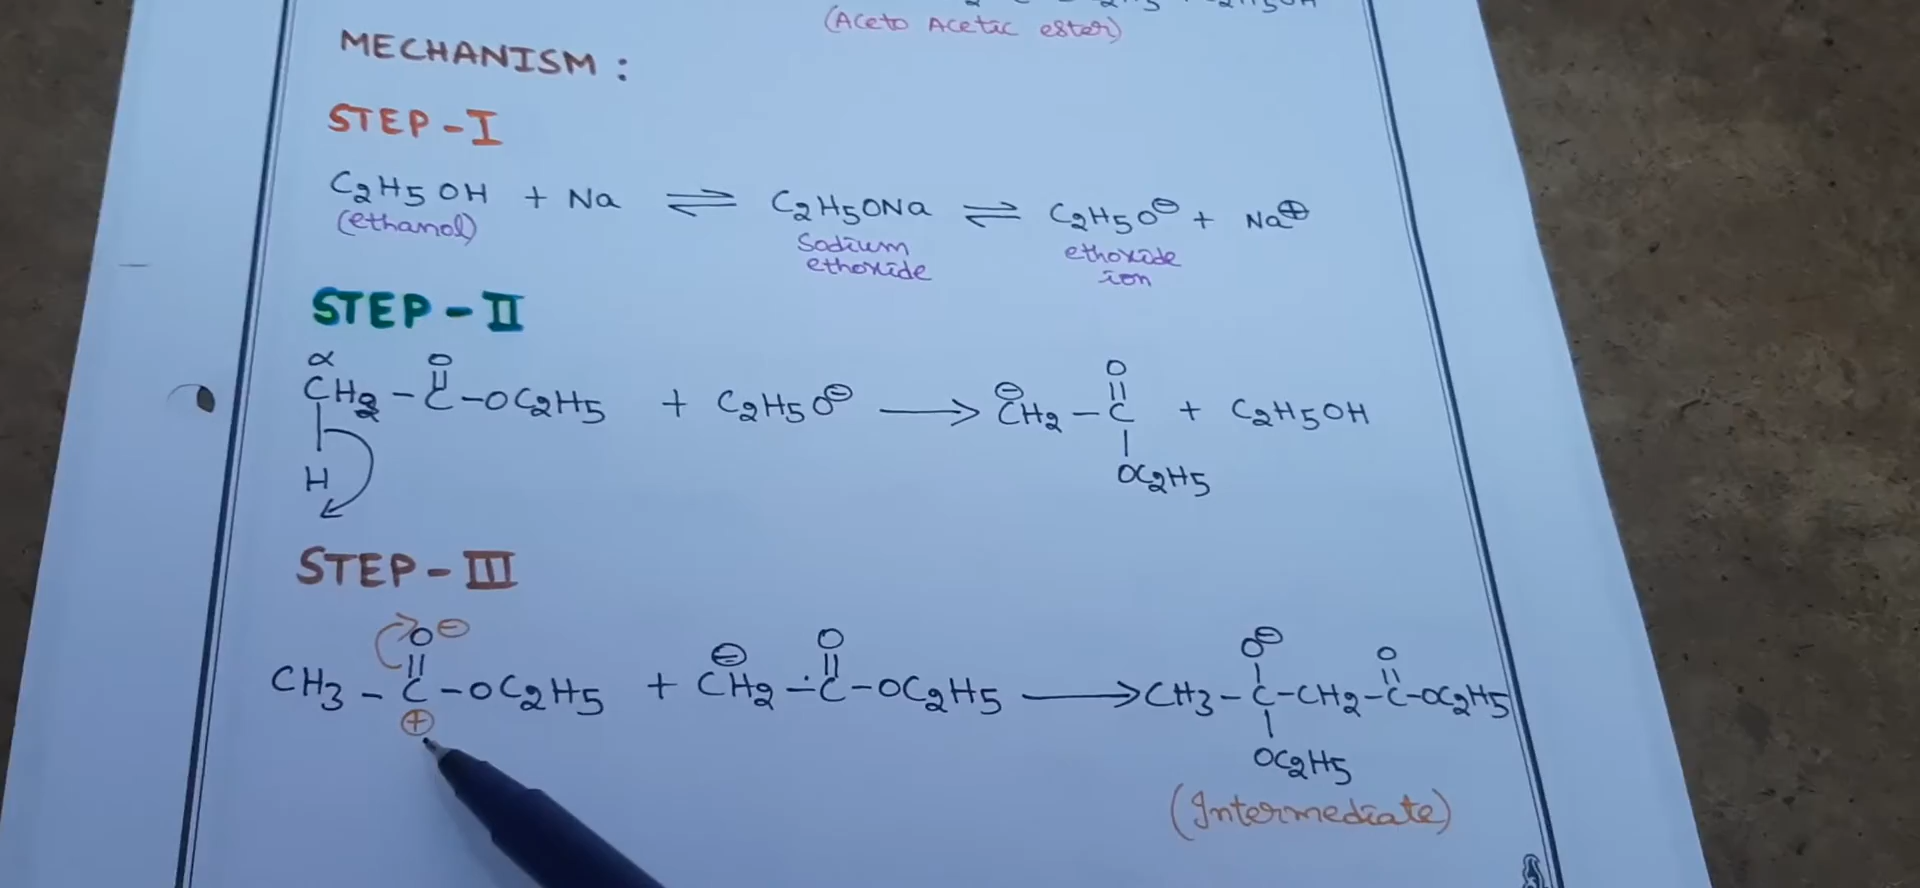 (Aceto Acetic ester)
MECHANISM :
STEP-I
C2H5OH + Na ⇌ C2H5ONa ⇌ C2H5O⊖ + Na⊕
(ethanol) Sodium ethoxide ethoxide ion
STEP-II
α O O
CH2 - C - OC2H5 + C2H5O⊖ → ⊖CH2 - C + C2H5OH
H OC2H5
STEP-III
O⊖ O O⊖ O
CH3 - C - OC2H5 + ⊖CH2 - C - OC2H5 → CH3 - C - CH2 - C - OC2H5
⊕ OC2H5
(Intermediate)